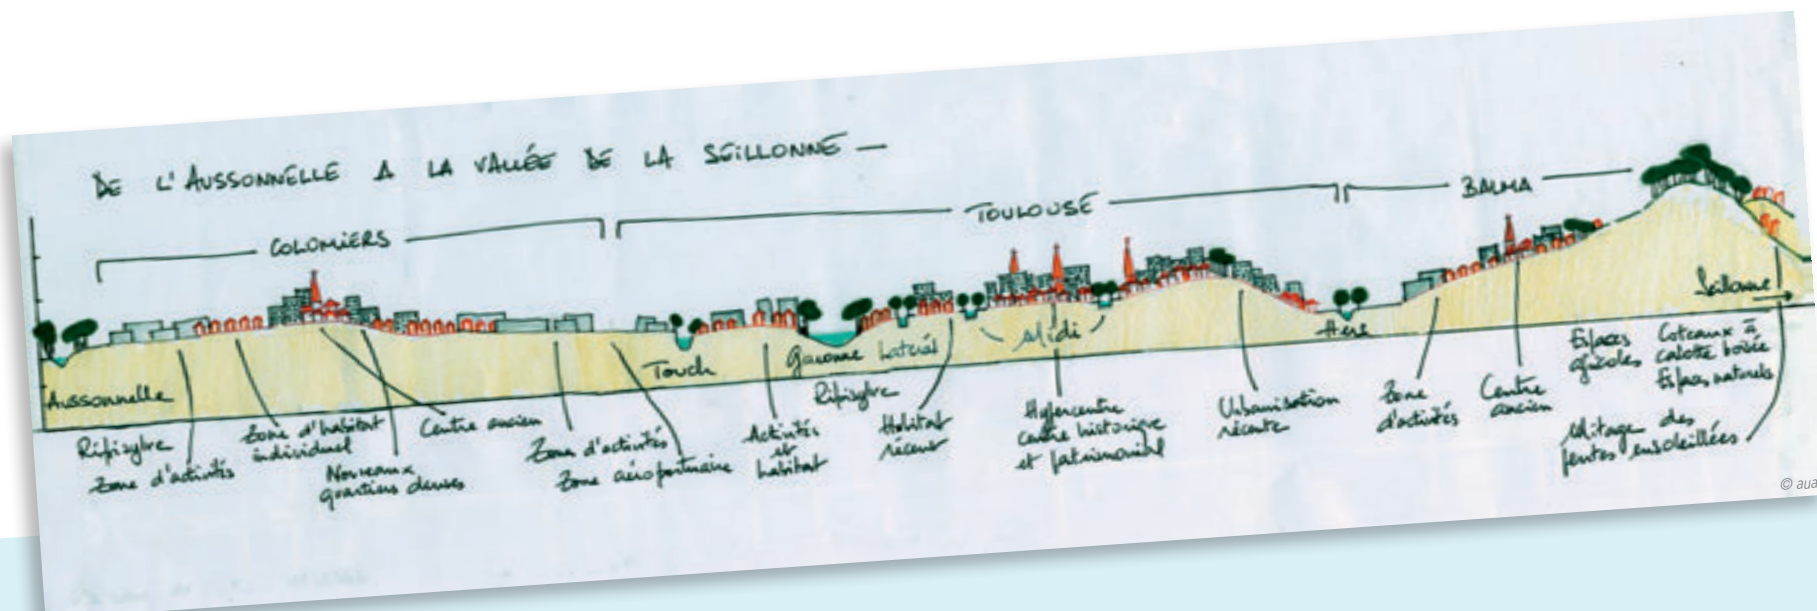 DE L'AUSSONNELLE A LA VALLÉE DE LA SEILLONNE
COLOMIERS
TOULOUSE
BALMA
Aussonnelle
Touch
Garonne
Latéral
Midi
Hers
Seillonne
Ripisylve
Zone d'activités
Zone d'habitat
individuel
Nouveaux
quartiers denses
Centre ancien
Zone d'activités
Zone aéroportuaire
Activités
et
habitat
Ripisylve
Habitat
récent
Hypercentre
centre historique
et patrimonial
Urbanisation
récente
Zone
d'activités
Centre
ancien
Espaces
agricoles
Coteaux à
calotte boisée
Espaces naturels
Mitage des
pentes ensoleillées
© aua